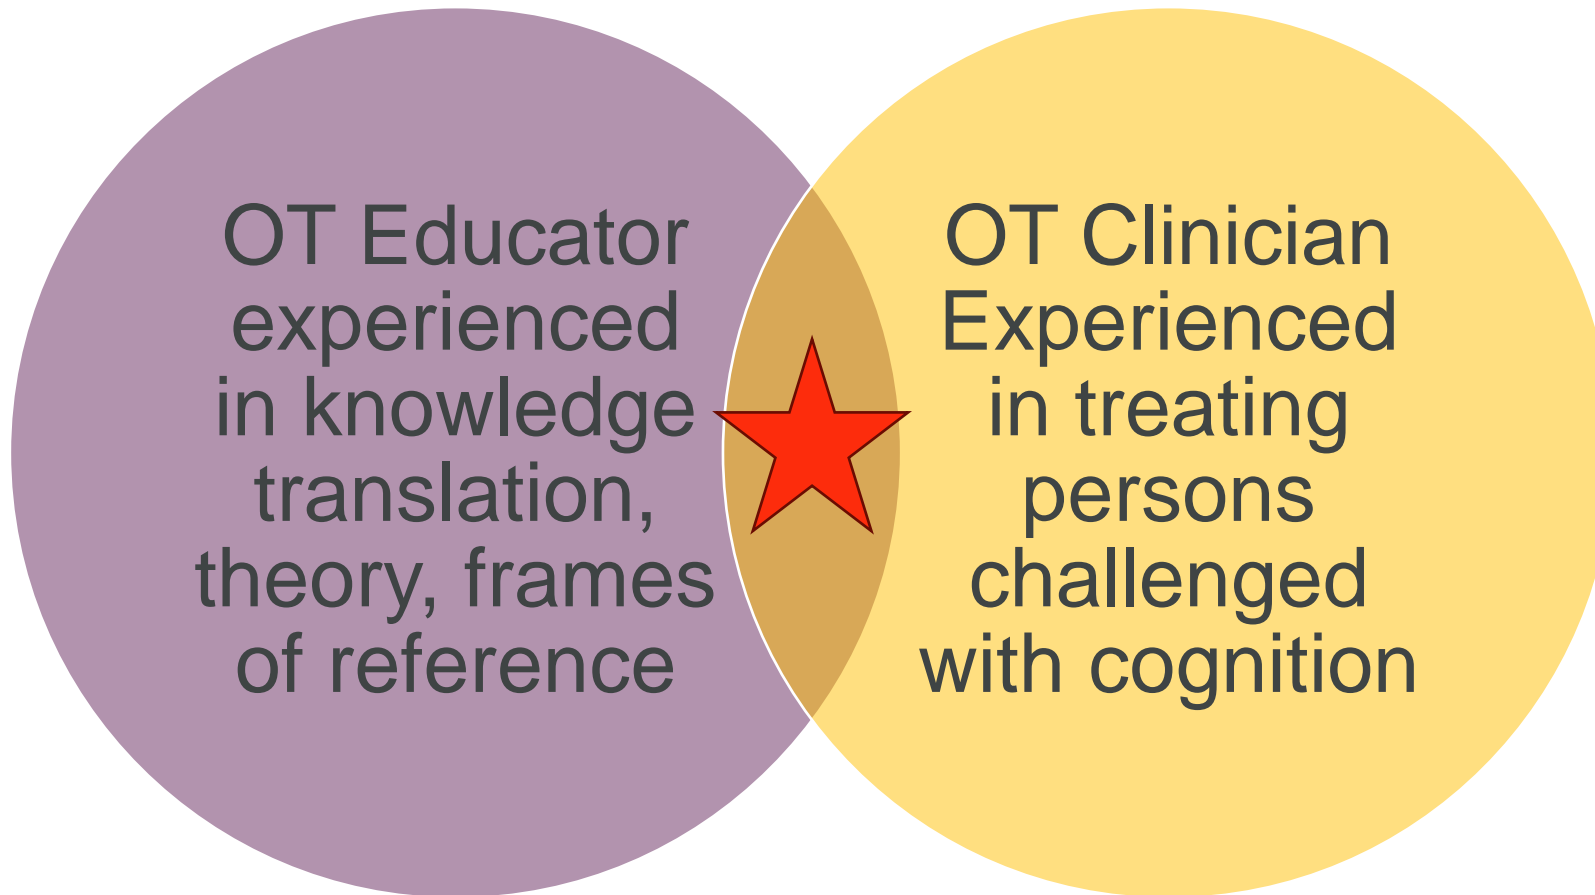 OT Educator
experienced
in knowledge
translation,
theory, frames
of reference
OT Clinician
Experienced
in treating
persons
challenged
with cognition